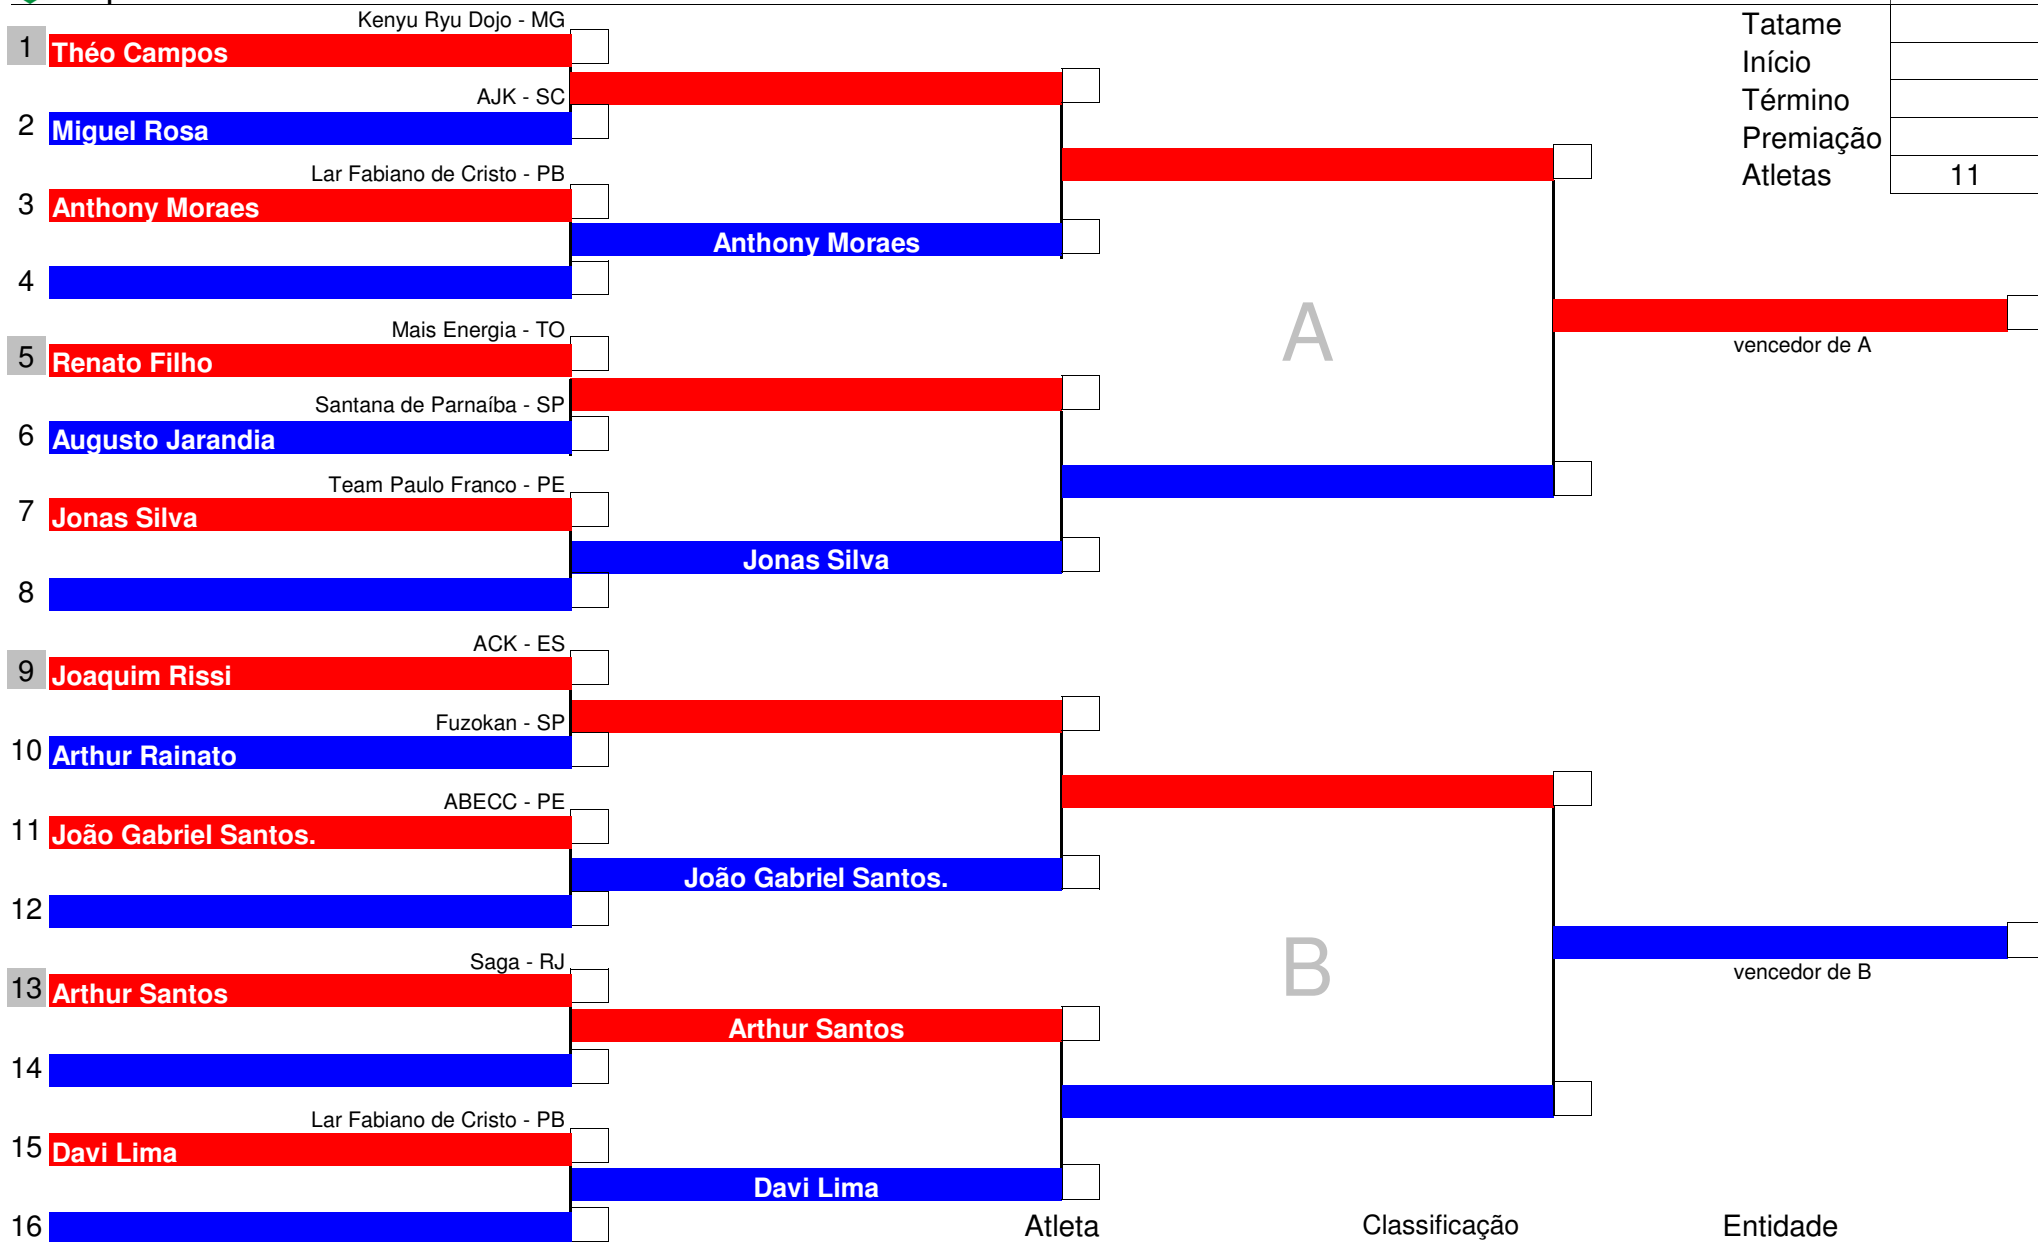 Kenyu Ryu Dojo - MG
Tatame
1 Théo Campos
Início
AJK - SC
Término
2 Miguel Rosa
Premiação
Lar Fabiano de Cristo - PB
Atletas 11
3 Anthony Moraes
Anthony Moraes
4
Mais Energia - TO
A
vencedor de A
5 Renato Filho
Santana de Parnaíba - SP
6 Augusto Jarandia
Team Paulo Franco - PE
7 Jonas Silva
Jonas Silva
8
ACK - ES
9 Joaquim Rissi
Fuzokan - SP
10 Arthur Rainato
ABECC - PE
11 João Gabriel Santos.
João Gabriel Santos.
12
Saga - RJ
B
vencedor de B
13 Arthur Santos
Arthur Santos
14
Lar Fabiano de Cristo - PB
15 Davi Lima
Davi Lima
16
Atleta Classificação Entidade